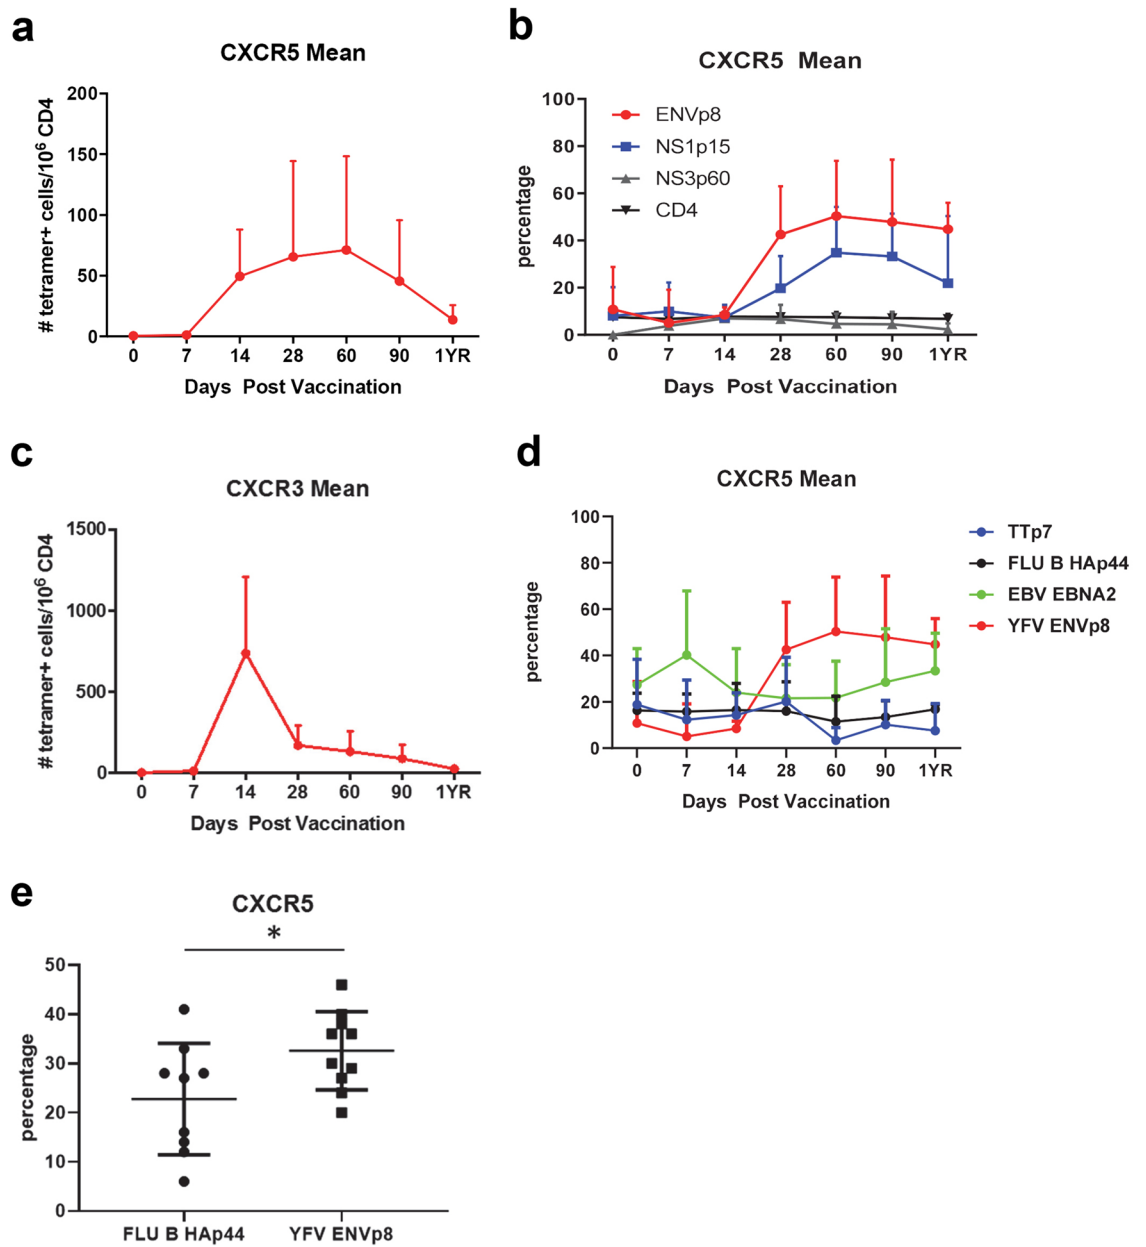 a
CXCR5 Mean
# tetramer+ cells/10⁶ CD4
200
150
100
50
0
0 7 14 28 60 90 1YR
Days Post Vaccination
b
CXCR5 Mean
percentage
100
80
60
40
20
0
ENVp8
NS1p15
NS3p60
CD4
0 7 14 28 60 90 1YR
Days Post Vaccination
c
CXCR3 Mean
# tetramer+ cells/10⁶ CD4
1500
1000
500
0
0 7 14 28 60 90 1YR
Days Post Vaccination
d
CXCR5 Mean
percentage
100
80
60
40
20
0
0 7 14 28 60 90 1YR
Days Post Vaccination
TTp7
FLU B HAp44
EBV EBNA2
YFV ENVp8
e
CXCR5
*
percentage
50
40
30
20
10
0
FLU B HAp44 YFV ENVp8